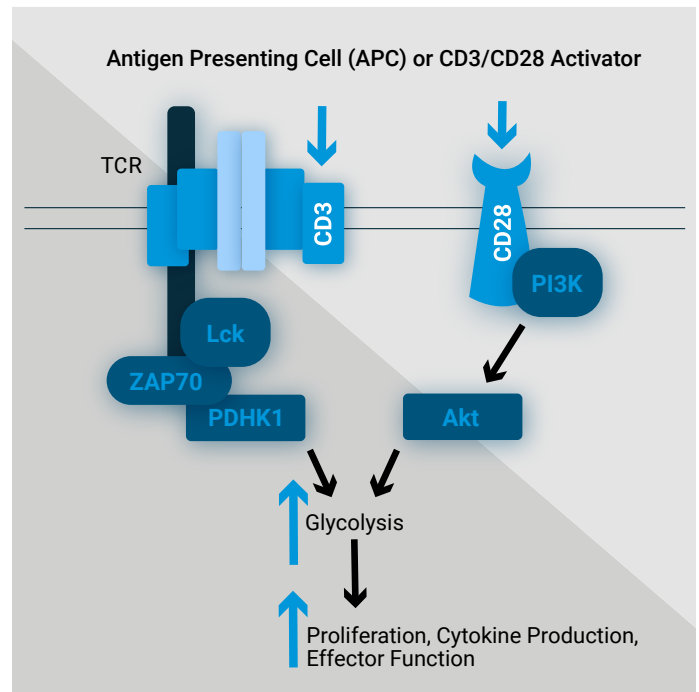 Antigen Presenting Cell (APC) or CD3/CD28 Activator
TCR
CD3
CD28
PI3K
Lck
ZAP70
PDHK1
Akt
Glycolysis
Proliferation, Cytokine Production,
Effector Function